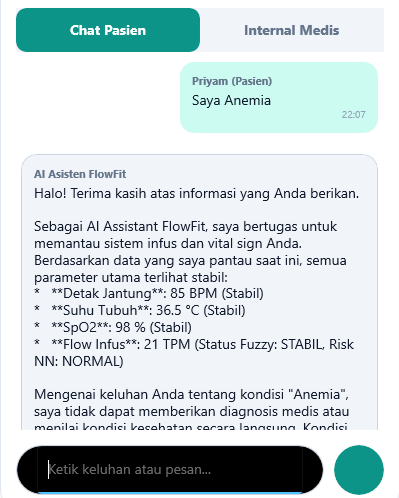 Chat Pasien
Internal Medis
Priyam (Pasien)
Saya Anemia
22:07
AI Asisten FlowFit
Halo! Terima kasih atas informasi yang Anda berikan.
Sebagai AI Assistant FlowFit, saya bertugas untuk
memantau sistem infus dan vital sign Anda.
Berdasarkan data yang saya pantau saat ini, semua
parameter utama terlihat stabil:
*   **Detak Jantung**: 85 BPM (Stabil)
*   **Suhu Tubuh**: 36.5 °C (Stabil)
*   **SpO2**: 98 % (Stabil)
*   **Flow Infus**: 21 TPM (Status Fuzzy: STABIL, Risk
NN: NORMAL)
Mengenai keluhan Anda tentang kondisi "Anemia",
saya tidak dapat memberikan diagnosis medis atau
menilai kondisi kesehatan secara langsung. Kondisi
Ketik keluhan atau pesan...